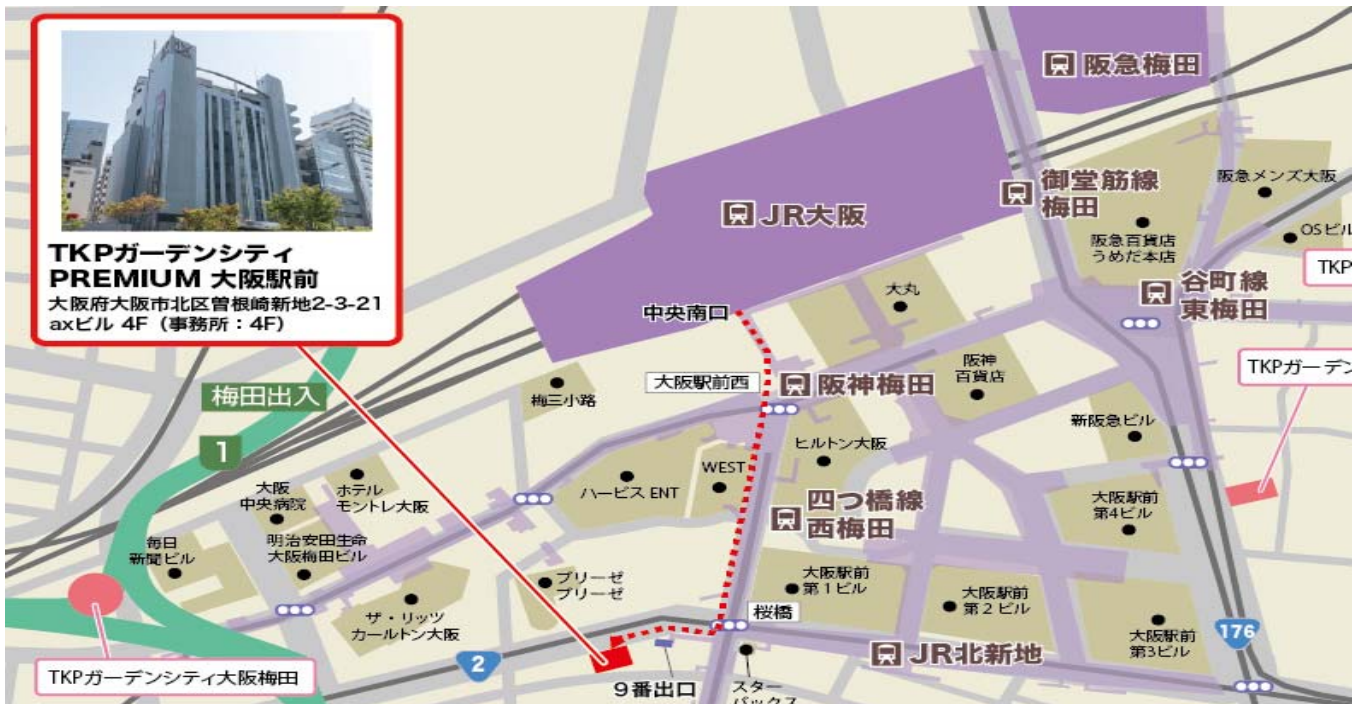 TKPガーデンシティ
PREMIUM 大阪駅前
大阪府大阪市北区曽根崎新地2-3-21
axビル 4F（事務所：4F）
阪急梅田
JR大阪
御堂筋線
梅田
阪急メンズ大阪
阪急百貨店
うめだ本店
OSビル
TKP
谷町線
東梅田
中央南口
大丸
大阪駅前西
阪神梅田
阪神
百貨店
TKPガーデン
梅田出入
1
梅三小路
新阪急ビル
ヒルトン大阪
WEST
ハービス ENT
大阪
中央病院
ホテル
モントレ大阪
四つ橋線
西梅田
大阪駅前
第4ビル
毎日
新聞ビル
明治安田生命
大阪梅田ビル
ブリーゼ
ブリーゼ
大阪駅前
第1ビル
大阪駅前
第2ビル
ザ・リッツ
カールトン大阪
桜橋
大阪駅前
第3ビル
176
2
JR北新地
TKPガーデンシティ大阪梅田
9番出口
スター
バックス